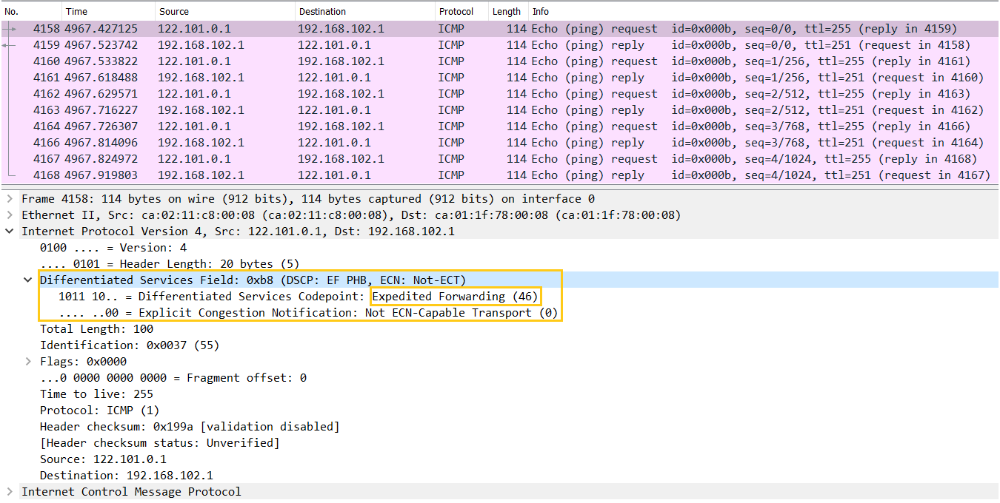 No. Time Source Destination Protocol Length Info
4158 4967.427125 122.101.0.1 192.168.102.1 ICMP 114 Echo (ping) request id=0x000b, seq=0/0, ttl=255 (reply in 4159)
4159 4967.523742 192.168.102.1 122.101.0.1 ICMP 114 Echo (ping) reply id=0x000b, seq=0/0, ttl=251 (request in 4158)
4160 4967.533822 122.101.0.1 192.168.102.1 ICMP 114 Echo (ping) request id=0x000b, seq=1/256, ttl=255 (reply in 4161)
4161 4967.618488 192.168.102.1 122.101.0.1 ICMP 114 Echo (ping) reply id=0x000b, seq=1/256, ttl=251 (request in 4160)
4162 4967.629571 122.101.0.1 192.168.102.1 ICMP 114 Echo (ping) request id=0x000b, seq=2/512, ttl=255 (reply in 4163)
4163 4967.716227 192.168.102.1 122.101.0.1 ICMP 114 Echo (ping) reply id=0x000b, seq=2/512, ttl=251 (request in 4162)
4164 4967.726307 122.101.0.1 192.168.102.1 ICMP 114 Echo (ping) request id=0x000b, seq=3/768, ttl=255 (reply in 4166)
4166 4967.814096 192.168.102.1 122.101.0.1 ICMP 114 Echo (ping) reply id=0x000b, seq=3/768, ttl=251 (request in 4164)
4167 4967.824972 122.101.0.1 192.168.102.1 ICMP 114 Echo (ping) request id=0x000b, seq=4/1024, ttl=255 (reply in 4168)
4168 4967.919803 192.168.102.1 122.101.0.1 ICMP 114 Echo (ping) reply id=0x000b, seq=4/1024, ttl=251 (request in 4167)
Frame 4158: 114 bytes on wire (912 bits), 114 bytes captured (912 bits) on interface 0
Ethernet II, Src: ca:02:11:c8:00:08 (ca:02:11:c8:00:08), Dst: ca:01:1f:78:00:08 (ca:01:1f:78:00:08)
Internet Protocol Version 4, Src: 122.101.0.1, Dst: 192.168.102.1
0100 .... = Version: 4
.... 0101 = Header Length: 20 bytes (5)
Differentiated Services Field: 0xb8 (DSCP: EF PHB, ECN: Not-ECT)
1011 10.. = Differentiated Services Codepoint: Expedited Forwarding (46)
.... ..00 = Explicit Congestion Notification: Not ECN-Capable Transport (0)
Total Length: 100
Identification: 0x0037 (55)
Flags: 0x0000
...0 0000 0000 0000 = Fragment offset: 0
Time to live: 255
Protocol: ICMP (1)
Header checksum: 0x199a [validation disabled]
[Header checksum status: Unverified]
Source: 122.101.0.1
Destination: 192.168.102.1
Internet Control Message Protocol